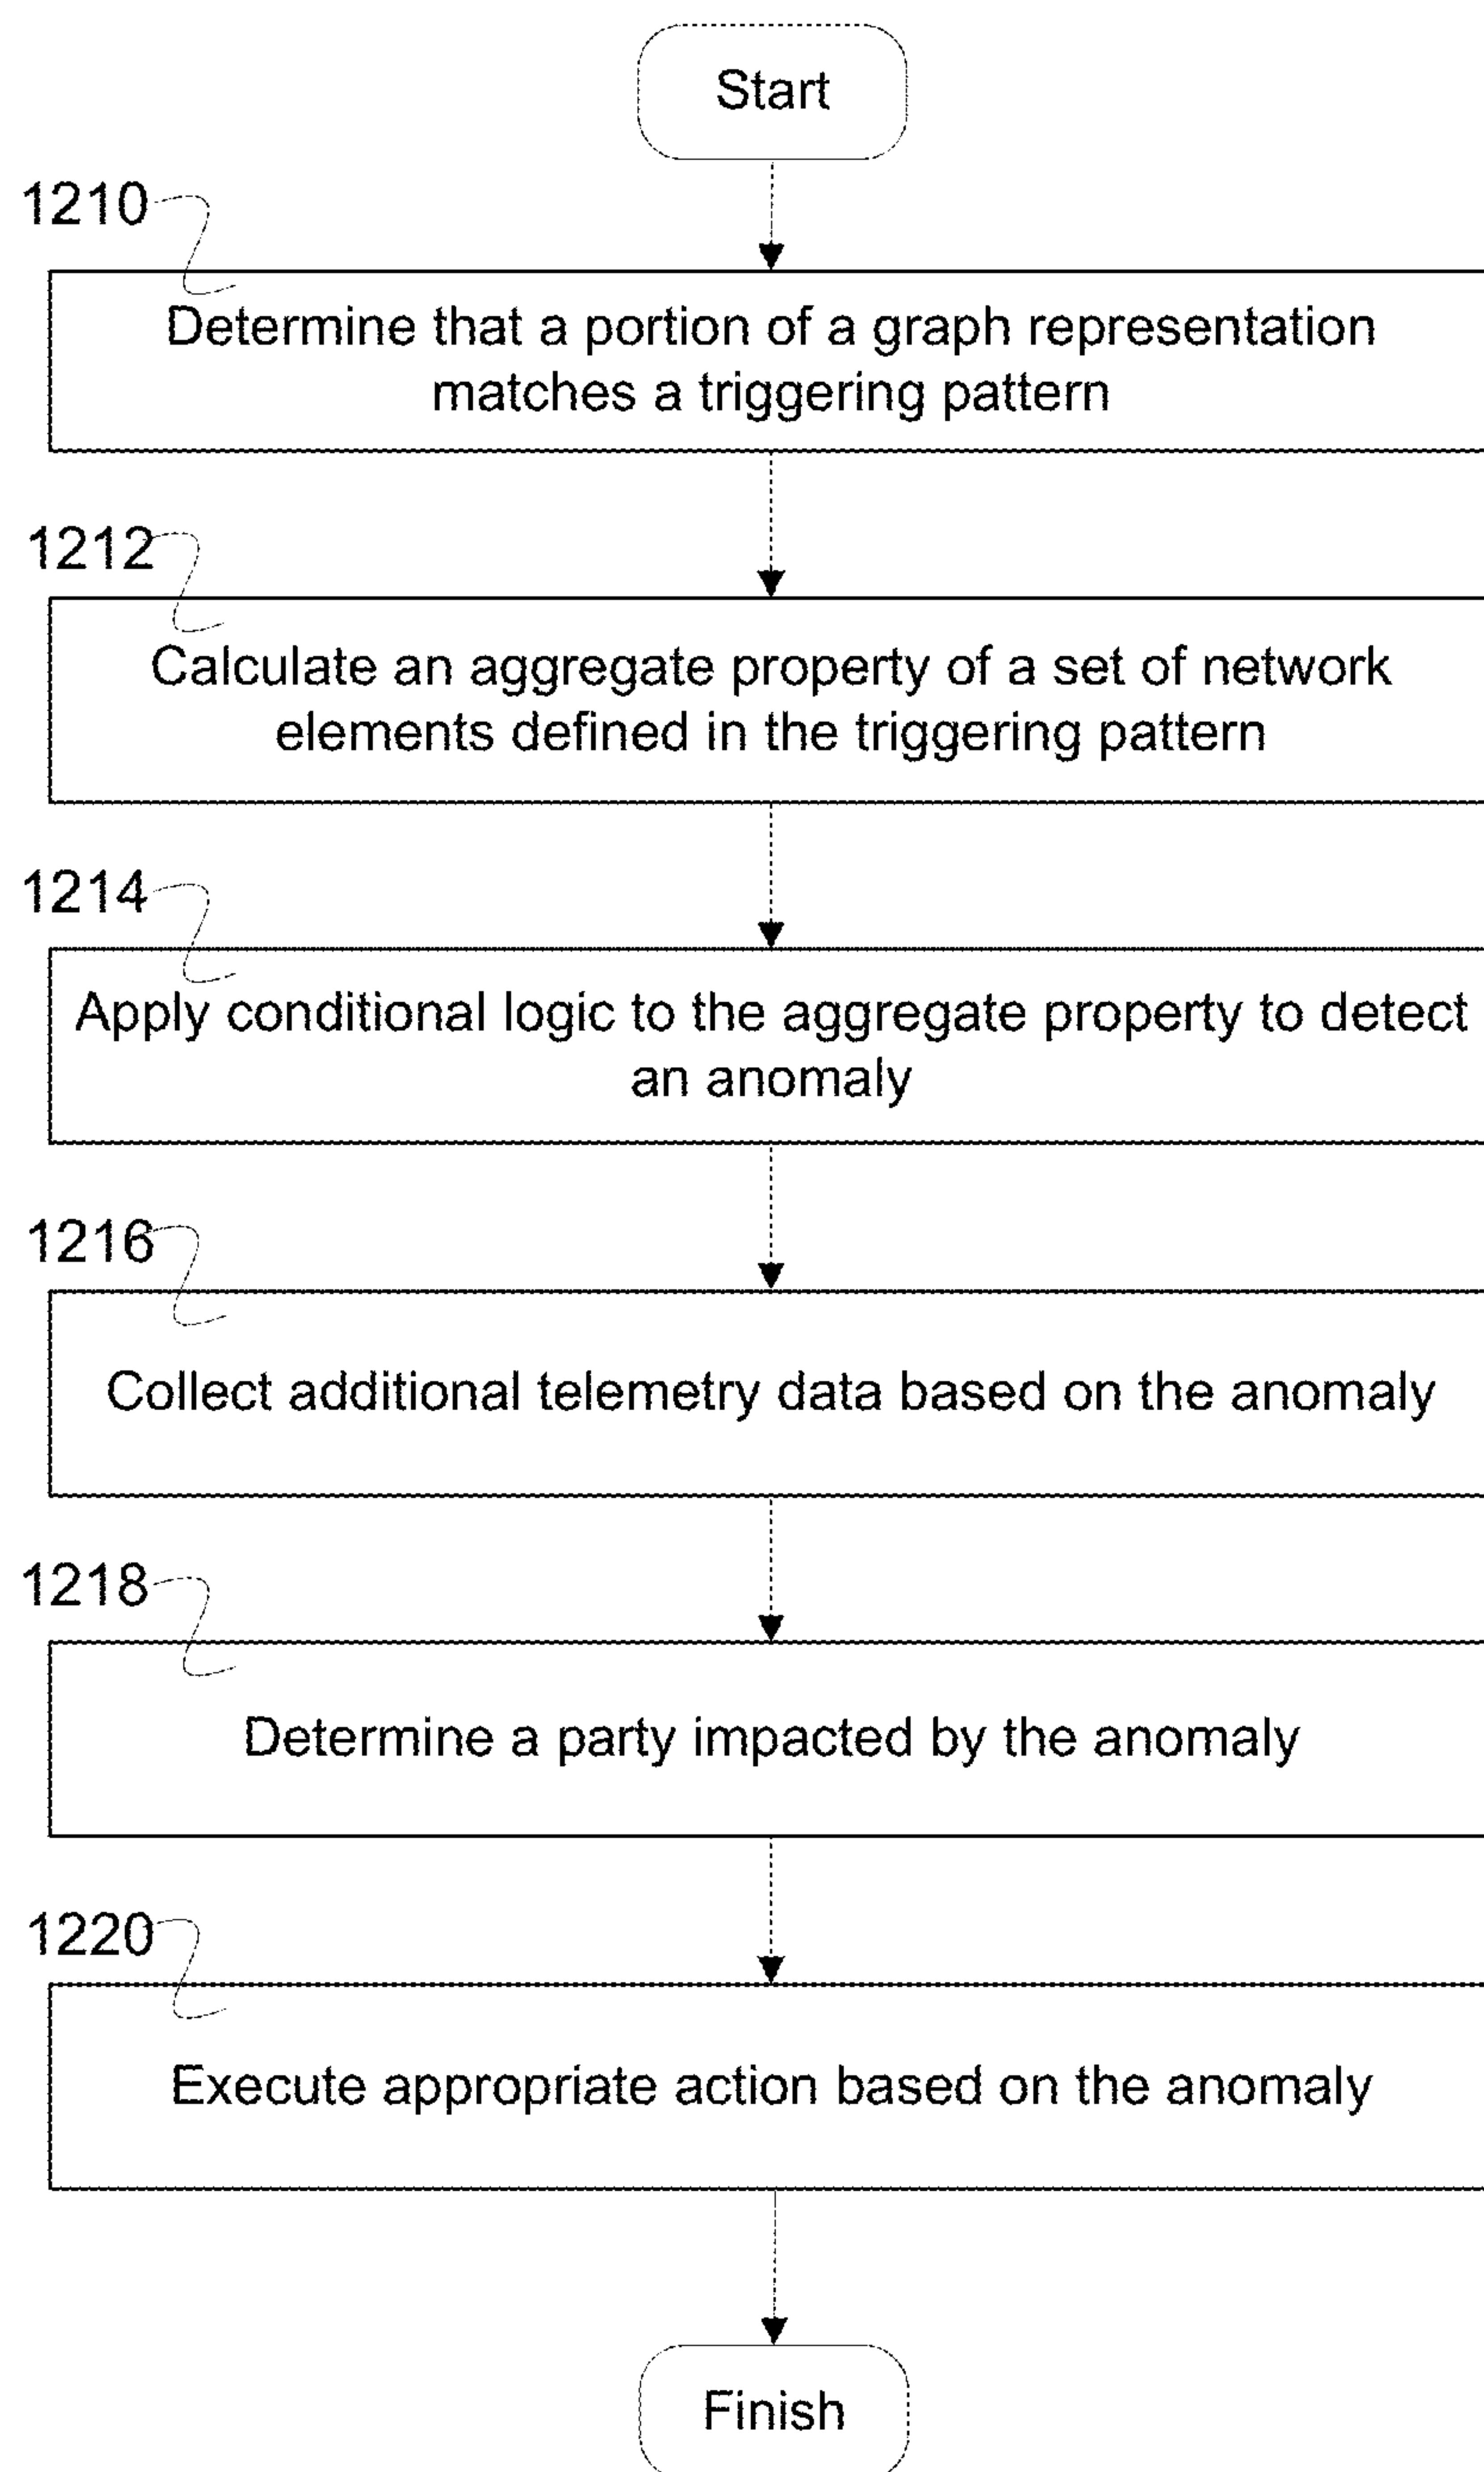 Start
1210
Determine that a portion of a graph representation
matches a triggering pattern
1212
Calculate an aggregate property of a set of network
elements defined in the triggering pattern
1214
Apply conditional logic to the aggregate property to detect
an anomaly
1216
Collect additional telemetry data based on the anomaly
1218
Determine a party impacted by the anomaly
1220
Execute appropriate action based on the anomaly
Finish